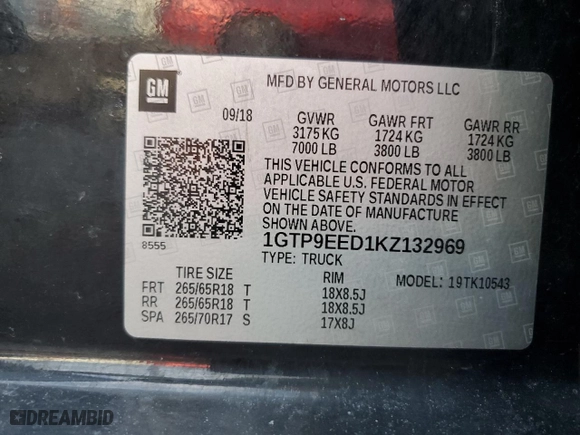 GM
MFD BY GENERAL MOTORS LLC
09/18 GVWR GAWR FRT GAWR RR
3175 KG 1724 KG 1724 KG
7000 LB 3800 LB 3800 LB
THIS VEHICLE CONFORMS TO ALL
APPLICABLE U.S. FEDERAL MOTOR
VEHICLE SAFETY STANDARDS IN EFFECT
ON THE DATE OF MANUFACTURE
SHOWN ABOVE.
8555
1GTP9EED1KZ132969
TYPE: TRUCK
TIRE SIZE RIM MODEL: 19TK10543
FRT 265/65R18 T 18X8.5J
RR 265/65R18 T 18X8.5J
SPA 265/70R17 S 17X8J
DREAMBID